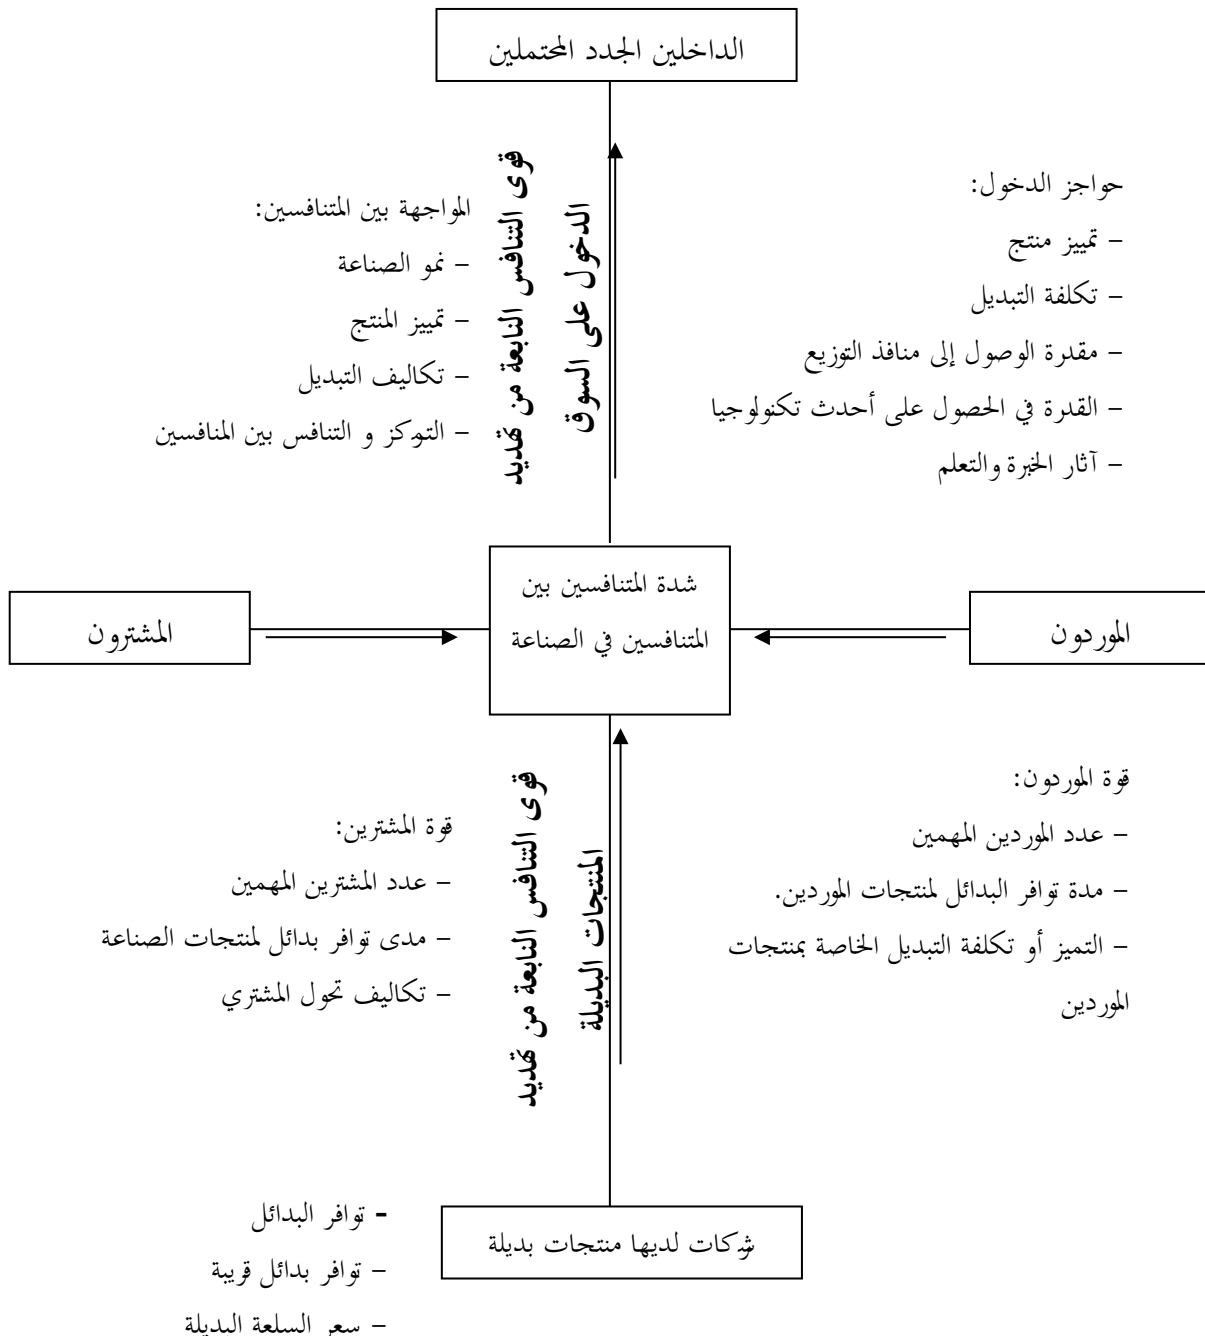 الداخلين الجدد المحتملين
حواجز الدخول:
– تمييز منتج
– تكلفة التبديل
– مقدرة الوصول إلى منافذ التوزيع
– القدرة في الحصول على أحدث تكنولوجيا
– آثار الخبرة والتعلم
قوى التنافس النابعة من تهديد
الدخول على السوق
المواجهة بين المتنافسين:
– نمو الصناعة
– تمييز المنتج
– تكاليف التبديل
– التمركز و التنافس بين المنافسين
الموردون
شدة المتنافسين بين
المتنافسين في الصناعة
المشترون
قوة الموردون:
– عدد الموردين المهمين
– مدة توافر البدائل لمنتجات الموردين.
– التميز أو تكلفة التبديل الخاصة بمنتجات
الموردين
قوى التنافس النابعة من تهديد
المنتجات البديلة
قوة المشترين:
– عدد المشترين المهمين
– مدى توافر بدائل لمنتجات الصناعة
– تكاليف تحول المشتري
شركات لديها منتجات بديلة
- توافر البدائل
– توافر بدائل قريبة
– سعر السلعة البديلة